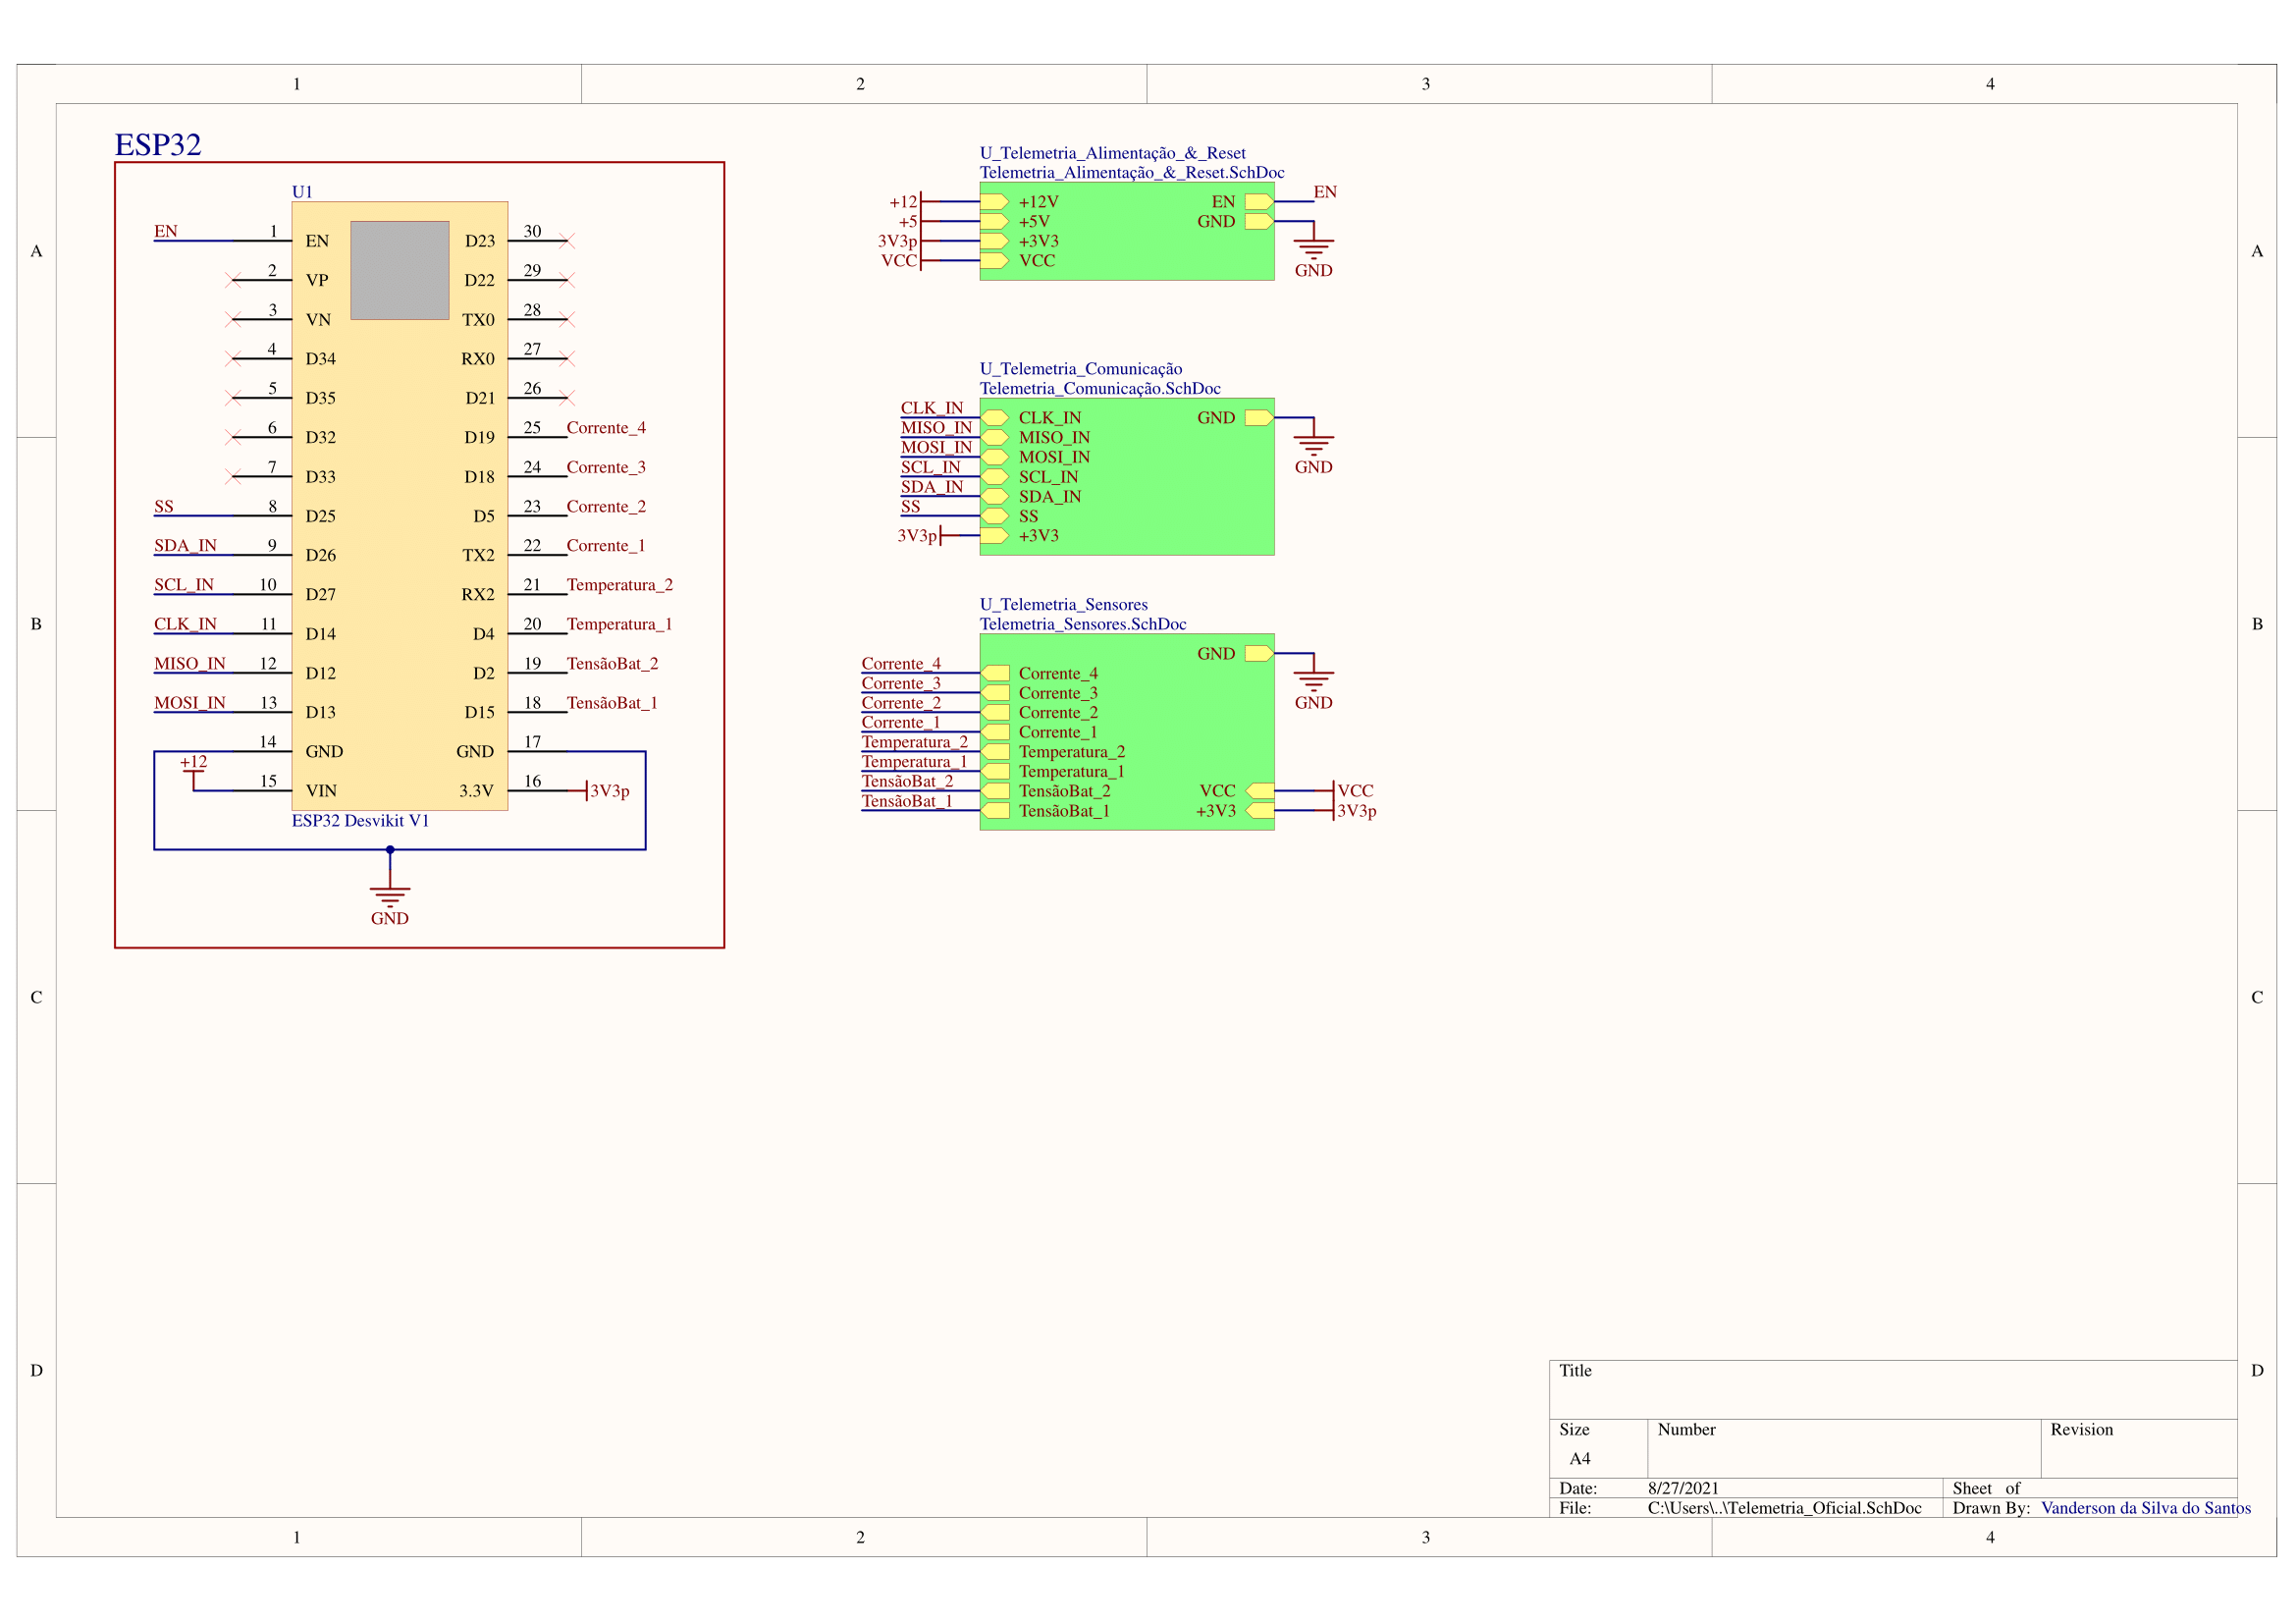 1 2 3 4
A A
B B
C C
D D
ESP32
U1
EN 1 EN D23 30
2 VP D22 29
3 VN TX0 28
4 D34 RX0 27
5 D35 D21 26
6 D32 D19 25 Corrente_4
7 D33 D18 24 Corrente_3
SS 8 D25 D5 23 Corrente_2
SDA_IN 9 D26 TX2 22 Corrente_1
SCL_IN 10 D27 RX2 21 Temperatura_2
CLK_IN 11 D14 D4 20 Temperatura_1
MISO_IN 12 D12 D2 19 TensãoBat_2
MOSI_IN 13 D13 D15 18 TensãoBat_1
14 GND GND 17
+12 15 VIN 3.3V 16 3V3p
ESP32 Desvikit V1
GND
U_Telemetria_Alimentação_&_Reset
Telemetria_Alimentação_&_Reset.SchDoc
+12 +12V EN EN
+5 +5V GND
3V3p +3V3
VCC VCC
GND
U_Telemetria_Comunicação
Telemetria_Comunicação.SchDoc
CLK_IN CLK_IN GND
MISO_IN MISO_IN
MOSI_IN MOSI_IN
SCL_IN SCL_IN
SDA_IN SDA_IN
SS SS
3V3p +3V3
GND
U_Telemetria_Sensores
Telemetria_Sensores.SchDoc
GND
Corrente_4 Corrente_4
Corrente_3 Corrente_3
Corrente_2 Corrente_2
Corrente_1 Corrente_1
Temperatura_2 Temperatura_2
Temperatura_1 Temperatura_1
TensãoBat_2 TensãoBat_2 VCC VCC
TensãoBat_1 TensãoBat_1 +3V3 3V3p
GND
Title
Size Number Revision
A4
Date: 8/27/2021 Sheet of
File: C:\Users\..\Telemetria_Oficial.SchDoc Drawn By: Vanderson da Silva do Santos
1 2 3 4